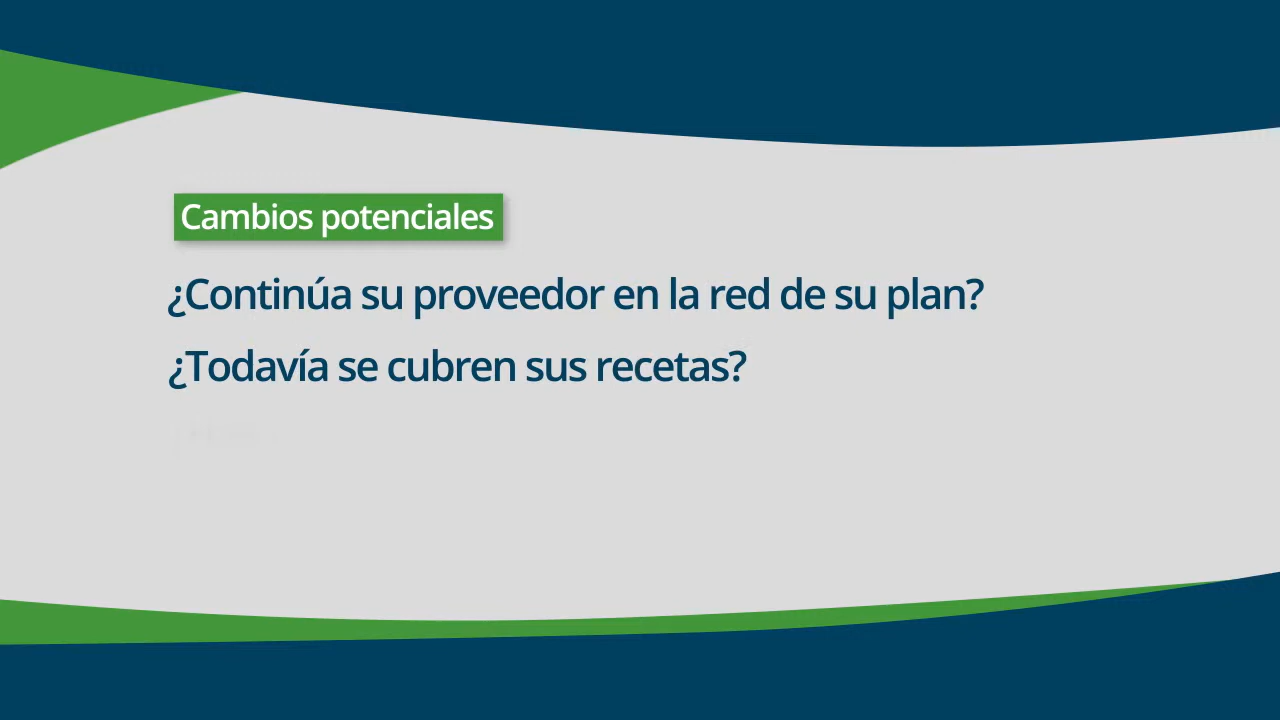 Cambios potenciales
¿Continúa su proveedor en la red de su plan?
¿Todavía se cubren sus recetas?